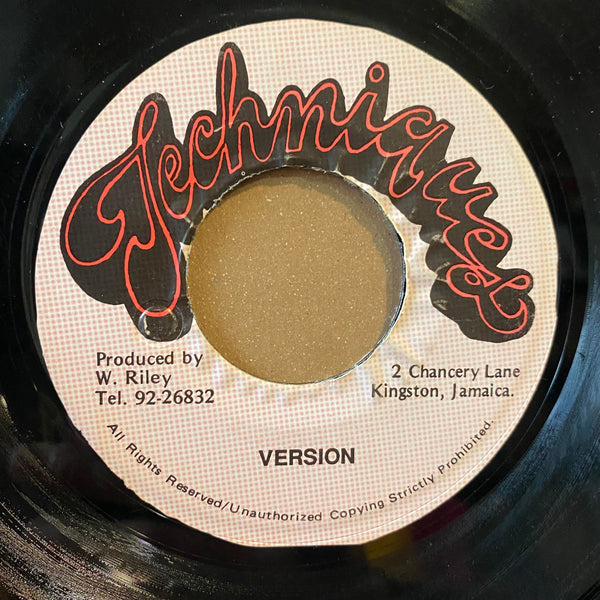 Techniques
Produced by
W. Riley
Tel. 92-26832
2 Chancery Lane
Kingston, Jamaica.
VERSION
All Rights Reserved/Unauthorized Copying Strictly Prohibited.